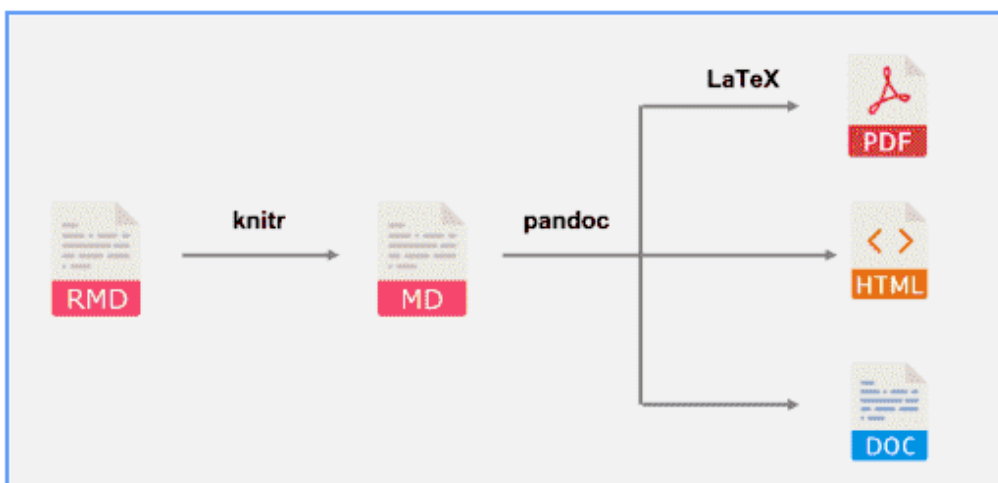 LaTeX
PDF
knitr
pandoc
RMD
MD
HTML
DOC